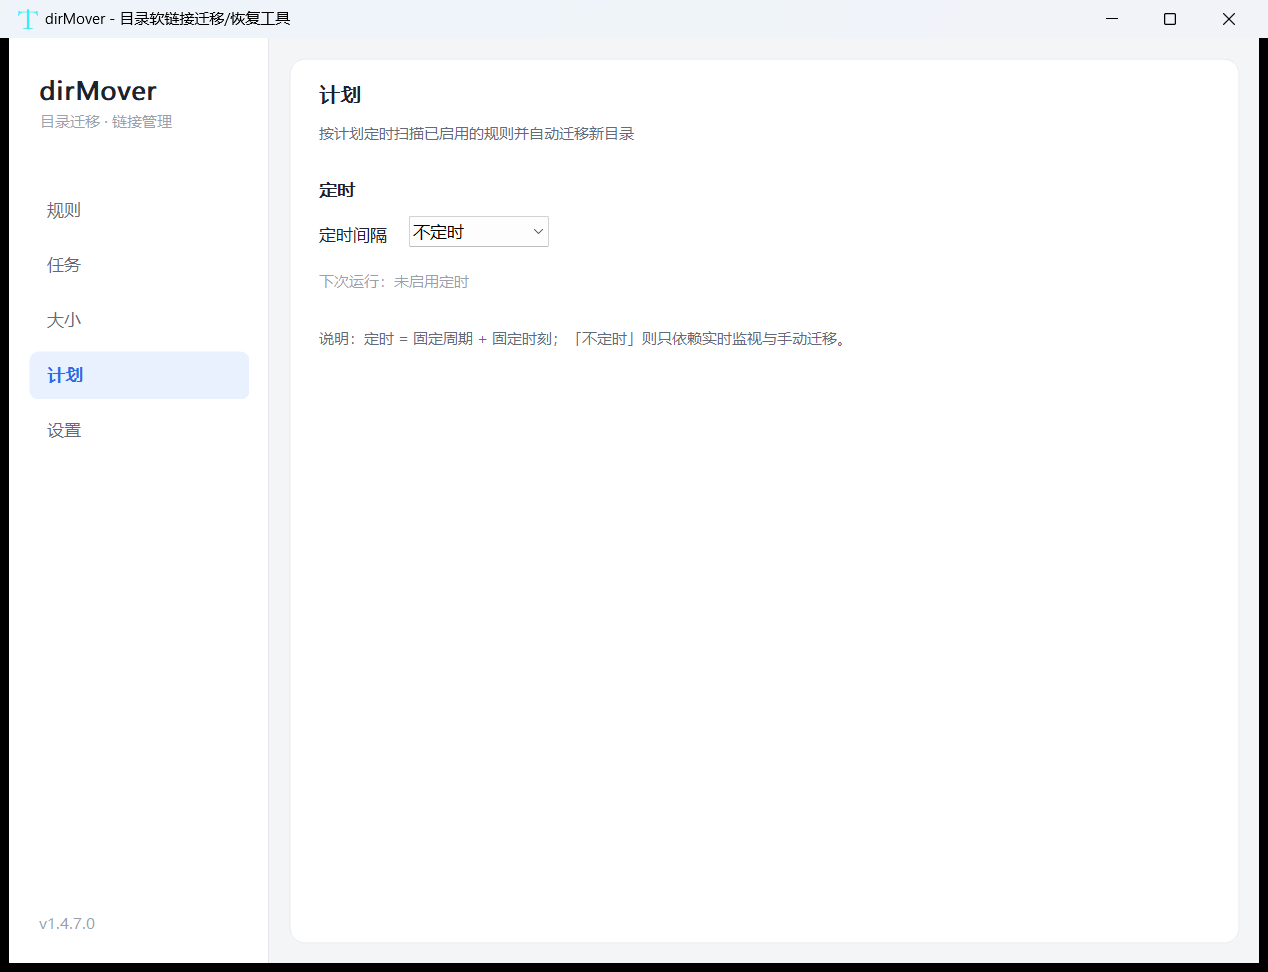 dirMover - 目录软链接迁移/恢复工具
dirMover
目录迁移 · 链接管理
规则
任务
大小
计划
设置
v1.4.7.0
计划
按计划定时扫描已启用的规则并自动迁移新目录
定时
定时间隔 不定时
下次运行：未启用定时
说明：定时 = 固定周期 + 固定时刻；「不定时」则只依赖实时监视与手动迁移。